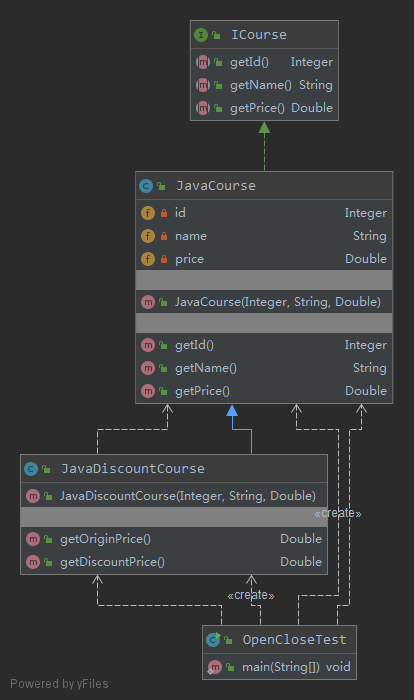 I ICourse
m getId() Integer
m getName() String
m getPrice() Double
C JavaCourse
f id Integer
f name String
f price Double
m JavaCourse(Integer, String, Double)
m getId() Integer
m getName() String
m getPrice() Double
C JavaDiscountCourse
m JavaDiscountCourse(Integer, String, Double)
«create»
m getOriginPrice() Double
m getDiscountPrice() Double
«create»
C OpenCloseTest
m main(String[]) void
Powered by yFiles